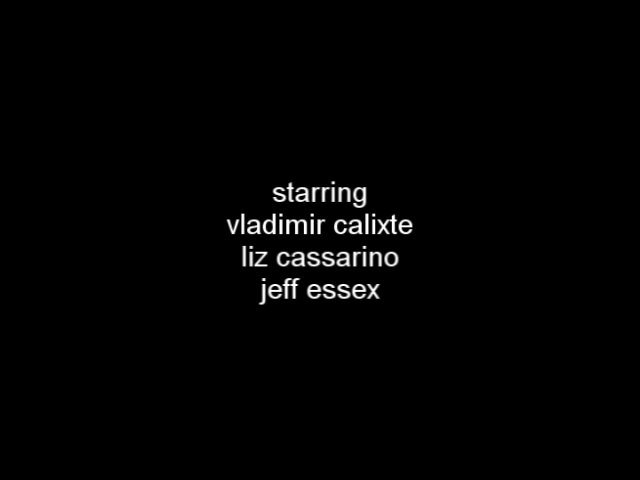 starring
vladimir calixte
liz cassarino
jeff essex